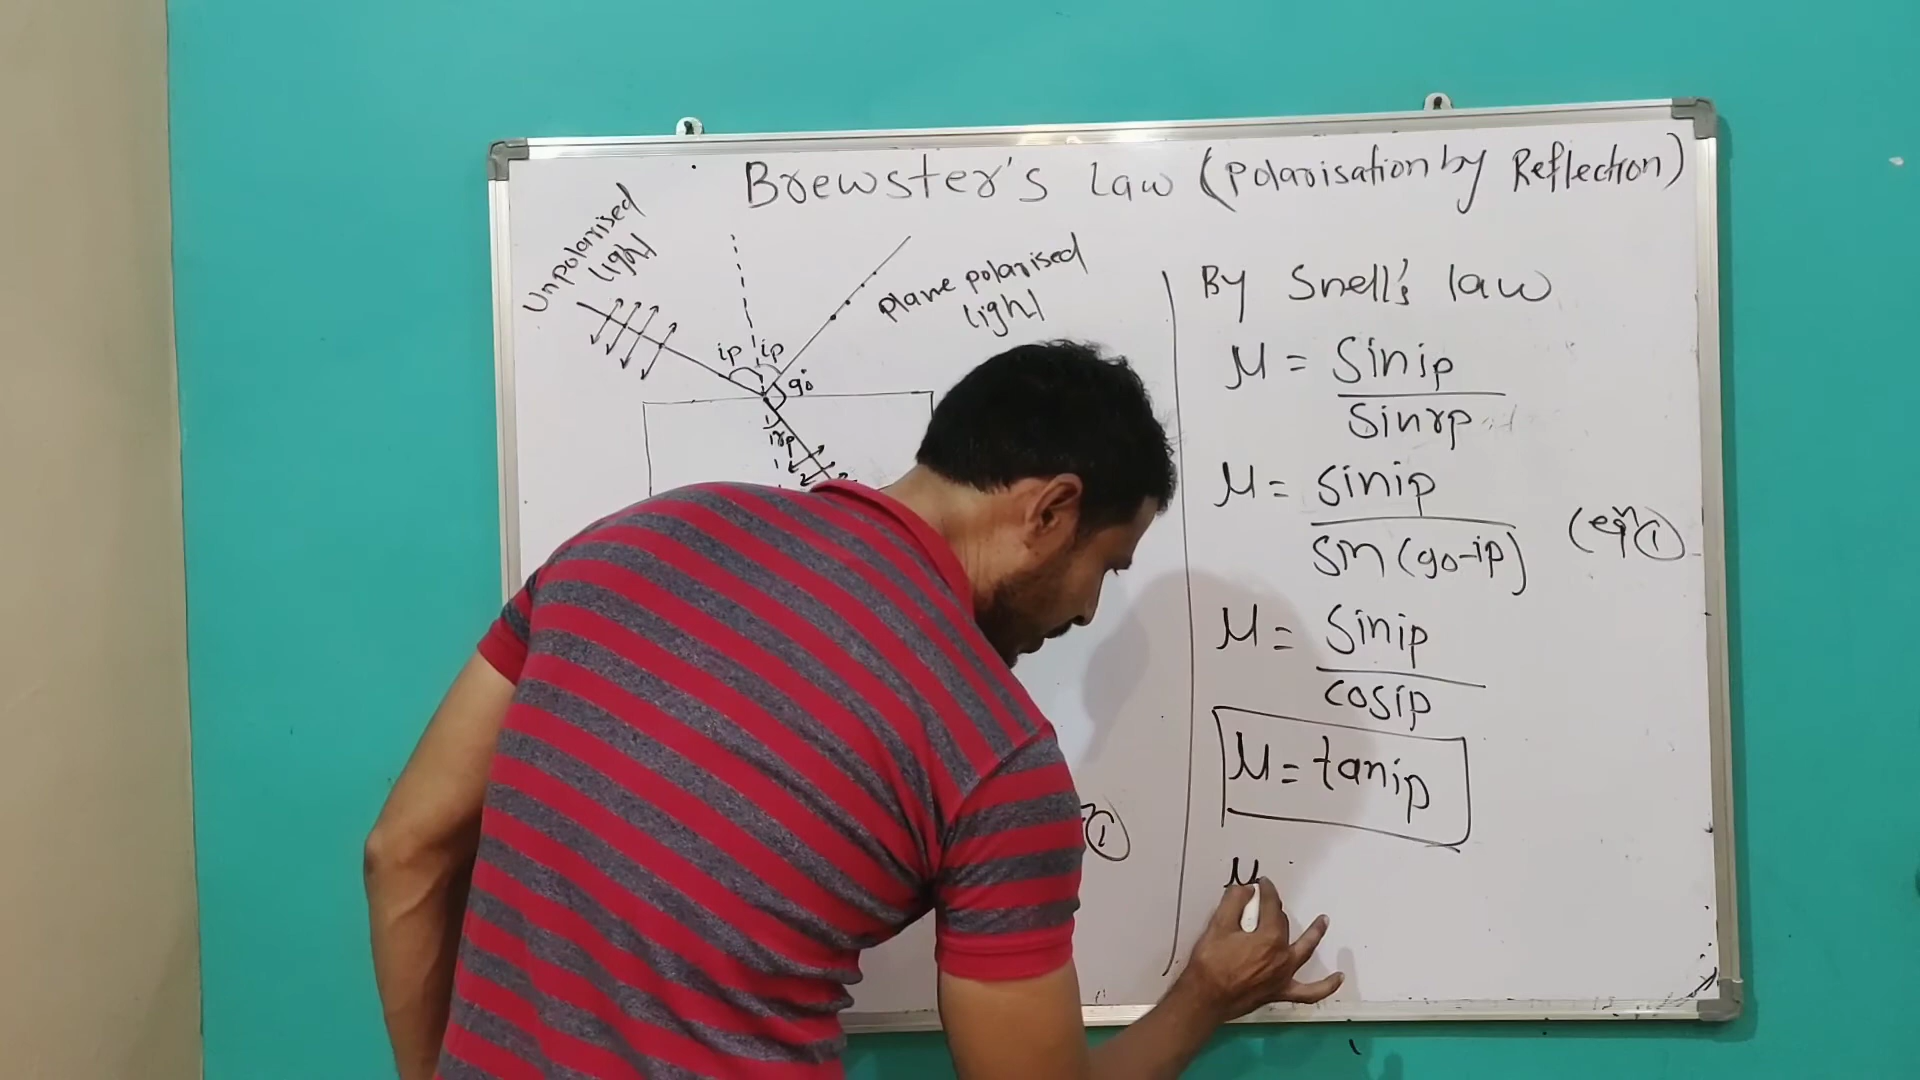 Brewster's Law (Polarisation by Reflection)
Unpolarised
light
Plane polarised
light
ip ip
90°
rp
①
By Snell's law
μ = Sinip
Sinrp
μ = sinip
sin(90-ip) (eqn ①
μ = Sinip
cosip
μ = tanip
μ